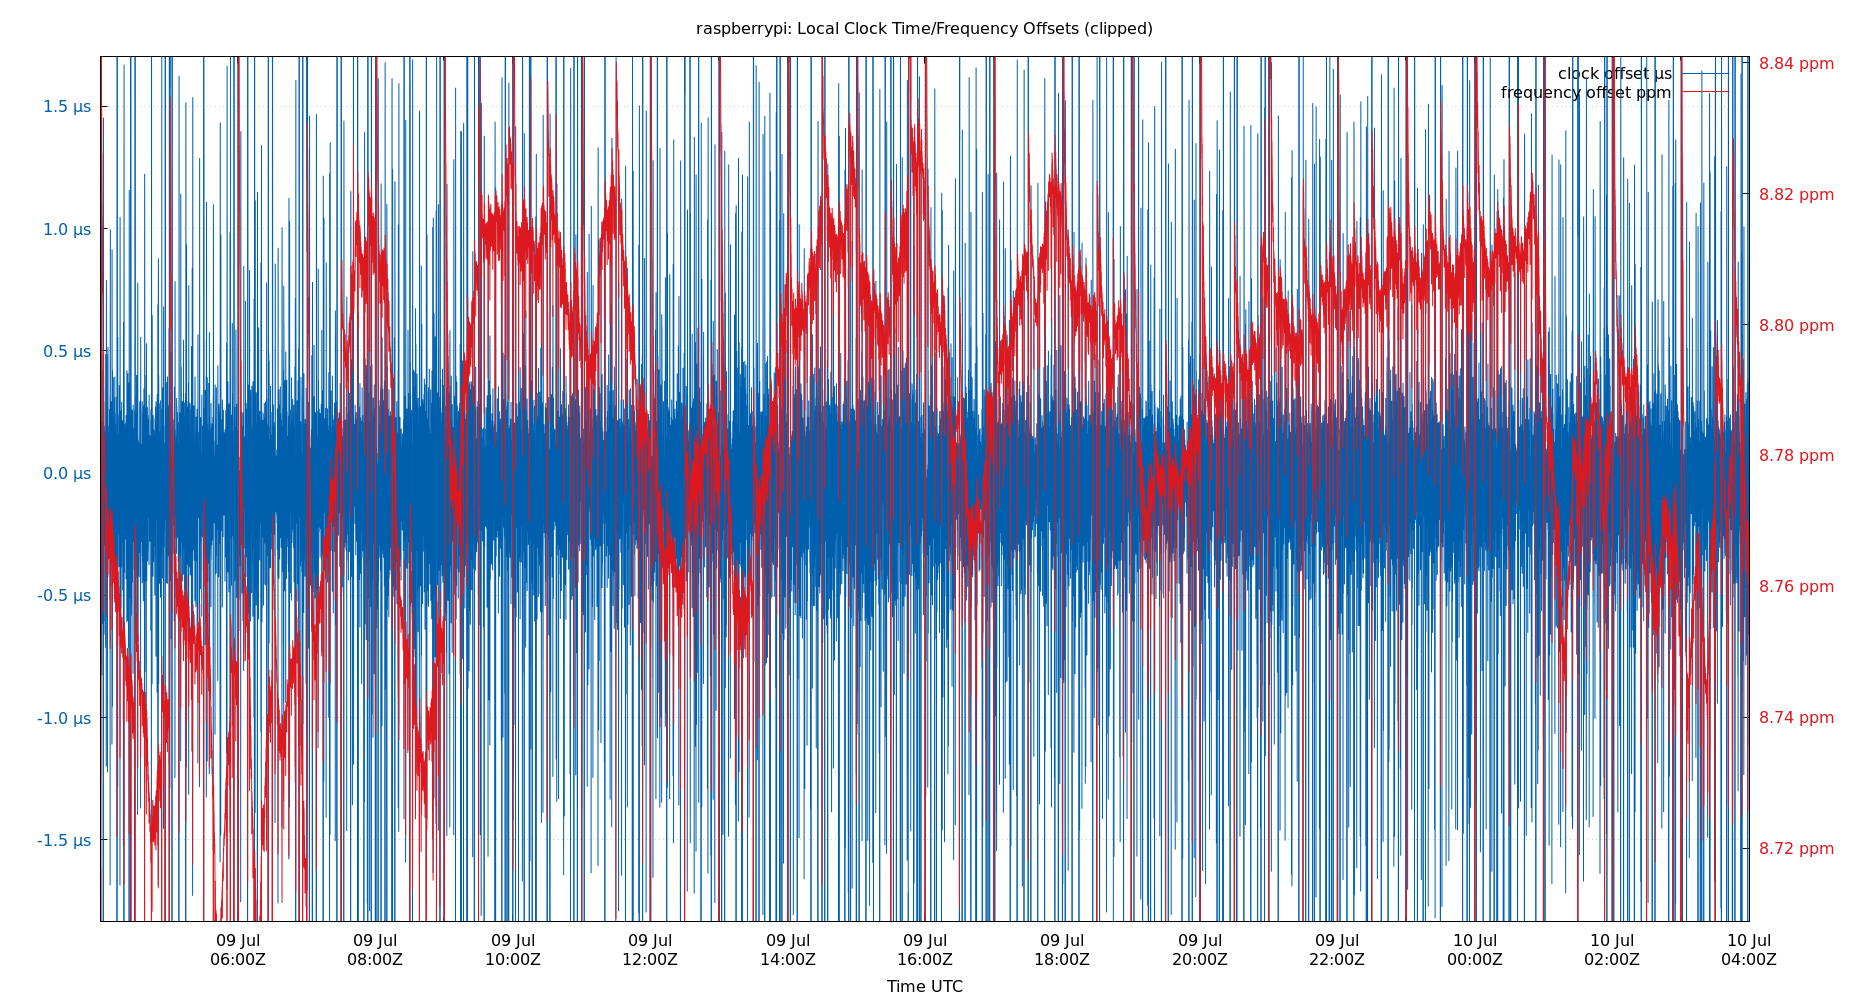 raspberrypi: Local Clock Time/Frequency Offsets (clipped)
8.84 ppm
clock offset µs
frequency offset ppm
1.5 µs
8.82 ppm
1.0 µs
8.80 ppm
0.5 µs
8.78 ppm
0.0 µs
8.76 ppm
-0.5 µs
8.74 ppm
-1.0 µs
8.72 ppm
-1.5 µs
09 Jul 09 Jul 09 Jul 09 Jul 09 Jul 09 Jul 09 Jul 09 Jul 09 Jul 10 Jul 10 Jul 10 Jul
06:00Z 08:00Z 10:00Z 12:00Z 14:00Z 16:00Z 18:00Z 20:00Z 22:00Z 00:00Z 02:00Z 04:00Z
Time UTC